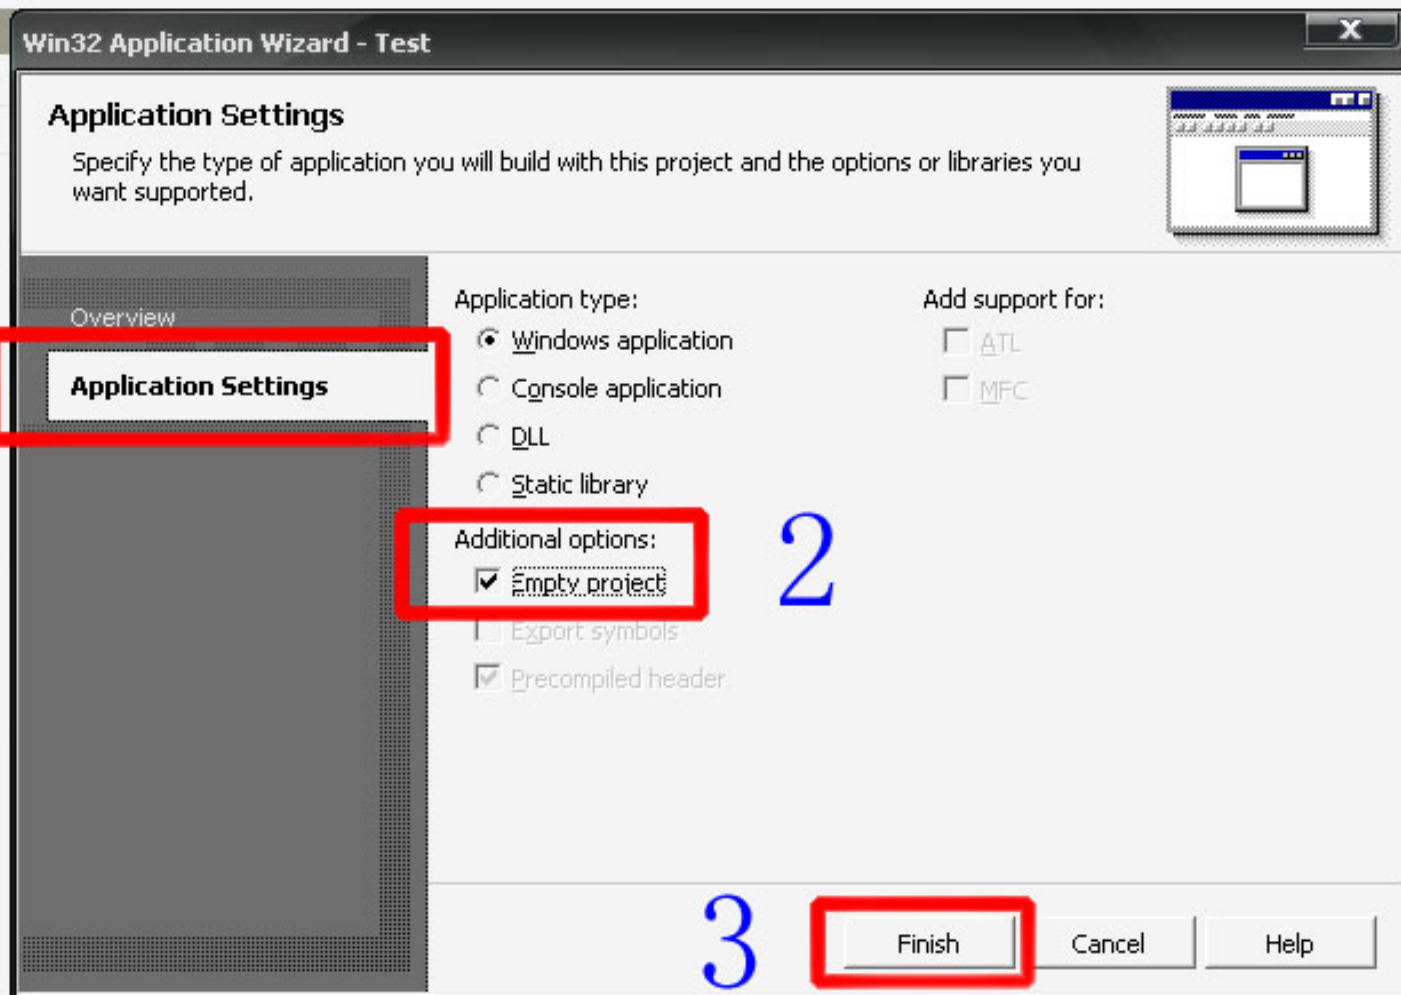 Win32 Application Wizard - Test
X
Application Settings
Specify the type of application you will build with this project and the options or libraries you
want supported.
Overview
Application Settings
Application type:
Windows application
Console application
DLL
Static library
Additional options:
Empty project
Export symbols
Precompiled header
Add support for:
ATL
MFC
2
3
Finish
Cancel
Help